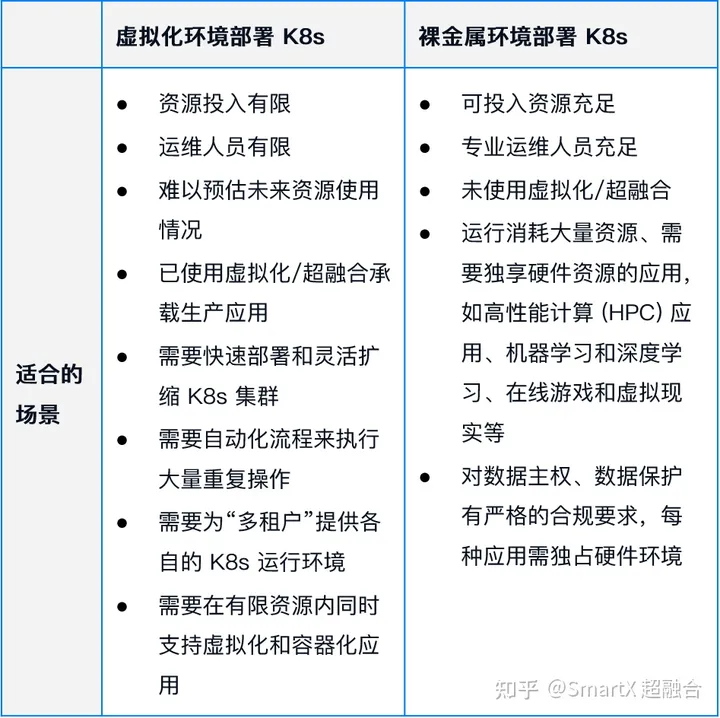 虚拟化环境部署 K8s
裸金属环境部署 K8s
适合的
场景
● 资源投入有限
● 运维人员有限
● 难以预估未来资源使用
情况
● 已使用虚拟化/超融合承
载生产应用
● 需要快速部署和灵活扩
缩 K8s 集群
● 需要自动化流程来执行
大量重复操作
● 需要为“多租户”提供各
自的 K8s 运行环境
● 需要在有限资源内同时
支持虚拟化和容器化应
用
● 可投入资源充足
● 专业运维人员充足
● 未使用虚拟化/超融合
● 运行消耗大量资源、需
要独享硬件资源的应用，
如高性能计算 (HPC) 应
用、机器学习和深度学
习、在线游戏和虚拟现
实等
● 对数据主权、数据保护
有严格的合规要求，每
种应用需独占硬件环境
知乎 @SmartX 超融合